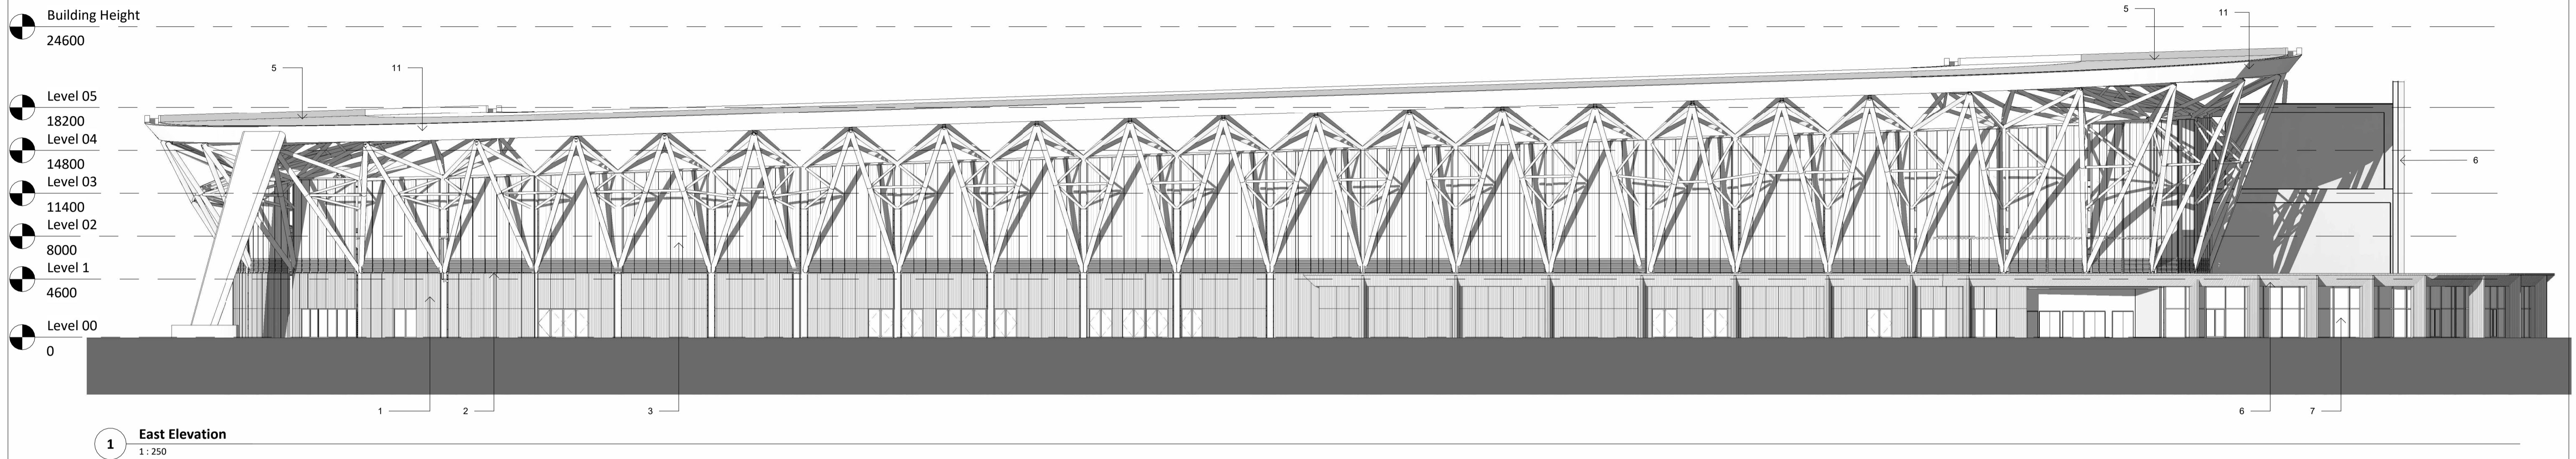 Building Height
24600
5
11
5
11
Level 05
18200
Level 04
14800
6
Level 03
11400
Level 02
8000
Level 1
4600
Level 00
0
1
2
3
6
7
1
East Elevation
1 : 250